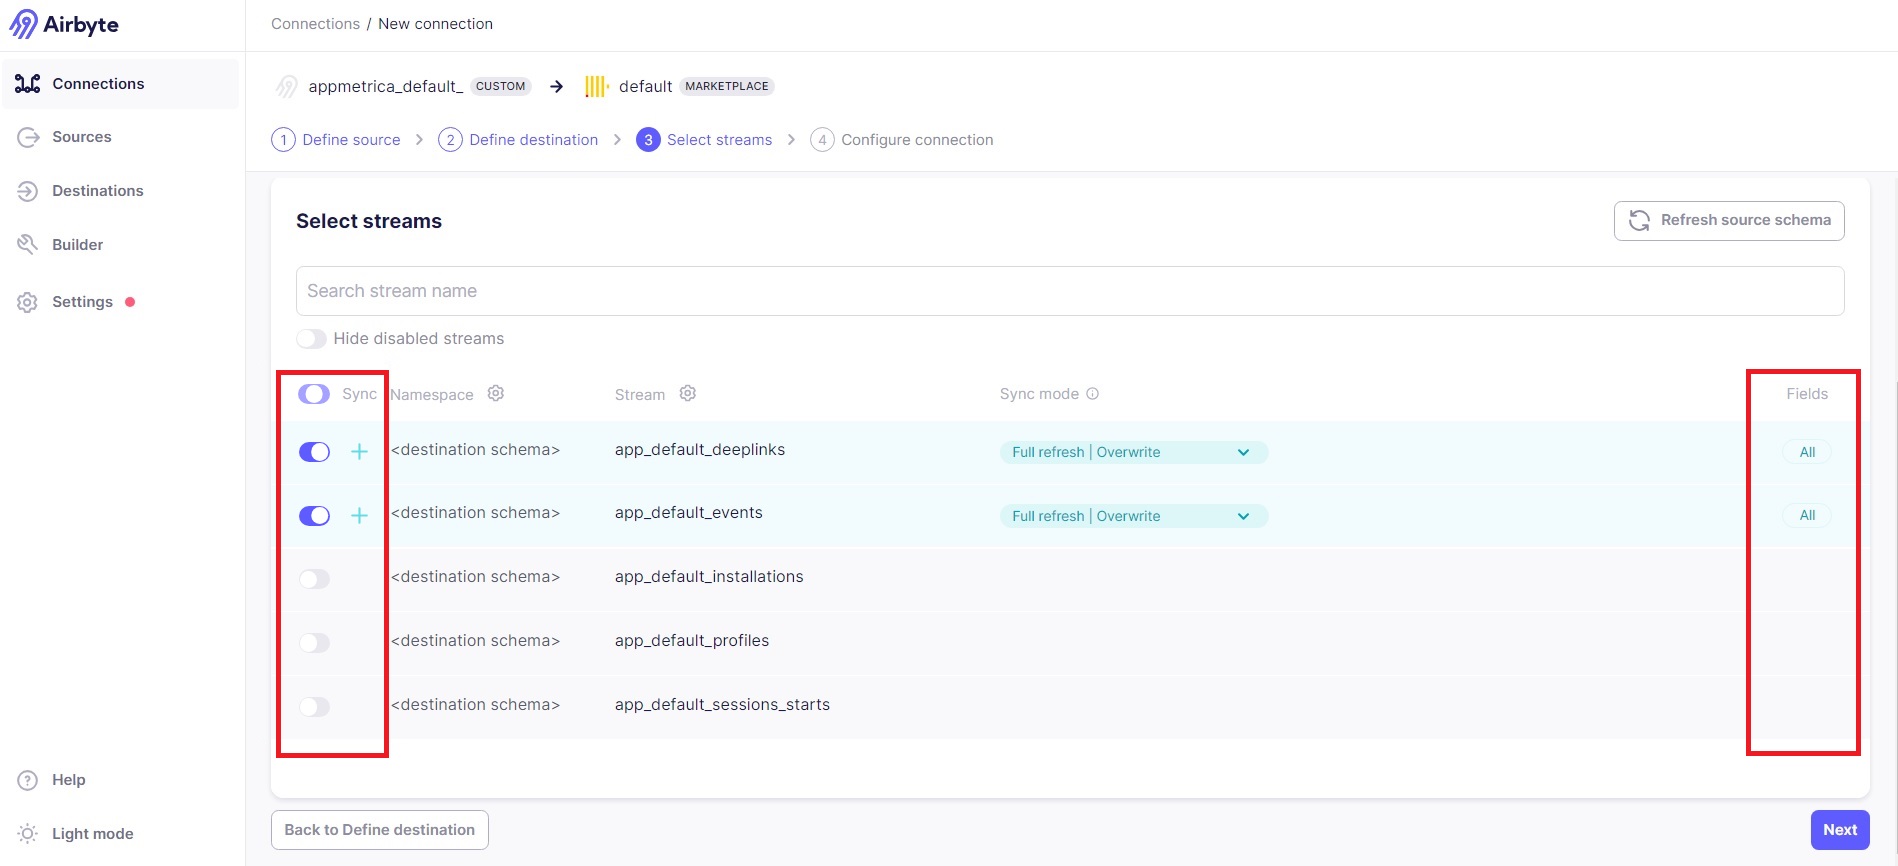 Airbyte
Connections / New connection
Connections
Sources
Destinations
Builder
Settings
appmetrica_default_ CUSTOM → default MARKETPLACE
1 Define source > 2 Define destination > 3 Select streams > 4 Configure connection
Select streams
Refresh source schema
Search stream name
Hide disabled streams
Sync Namespace Stream Sync mode Fields
+ <destination schema> app_default_deeplinks Full refresh | Overwrite All
+ <destination schema> app_default_events Full refresh | Overwrite All
<destination schema> app_default_installations
<destination schema> app_default_profiles
<destination schema> app_default_sessions_starts
Help
Light mode
Back to Define destination
Next